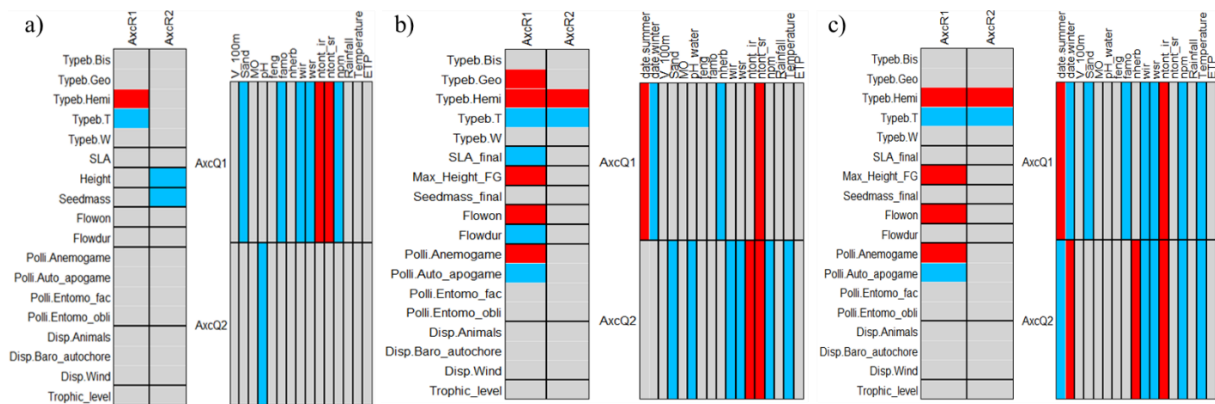 a)
AxcR1
AxcR2
Typeb.Bis
Typeb.Geo
Typeb.Hemi
Typeb.T
Typeb.W
SLA
Height
Seedmass
Flowon
Flowdur
Polli.Anemogame
Polli.Auto_apogame
Polli.Entomo_fac
Polli.Entomo_obli
Disp.Animals
Disp.Baro_autochore
Disp.Wind
Trophic_level
V_100m
Sand
MO
pH
feng
famo
nherb
wir
wsr
ntont_ir
ntont_sr
npm
Rainfall
Temperature
ETP
AxcQ1
AxcQ2
b)
AxcR1
AxcR2
Typeb.Bis
Typeb.Geo
Typeb.Hemi
Typeb.T
Typeb.W
SLA_final
Max_Height_FG
Seedmass_final
Flowon
Flowdur
Polli.Anemogame
Polli.Auto_apogame
Polli.Entomo_fac
Polli.Entomo_obli
Disp.Animals
Disp.Baro_autochore
Disp.Wind
Trophic_level
date.summer
date.winter
V_100m
Sand
MO
pH_water
feng
famo
nherb
wir
wsr
ntont_ir
ntont_sr
npm
Rainfall
Temperature
ETP
AxcQ1
AxcQ2
c)
AxcR1
AxcR2
Typeb.Bis
Typeb.Geo
Typeb.Hemi
Typeb.T
Typeb.W
SLA_final
Max_Height_FG
Seedmass_final
Flowon
Flowdur
Polli.Anemogame
Polli.Auto_apogame
Polli.Entomo_fac
Polli.Entomo_obli
Disp.Animals
Disp.Baro_autochore
Disp.Wind
Trophic_level
date.summer
date.winter
V_100m
Sand
MO
pH_water
feng
famo
nherb
wir
wsr
ntont_ir
ntont_sr
npm
Rainfall
Temperature
ETP
AxcQ1
AxcQ2